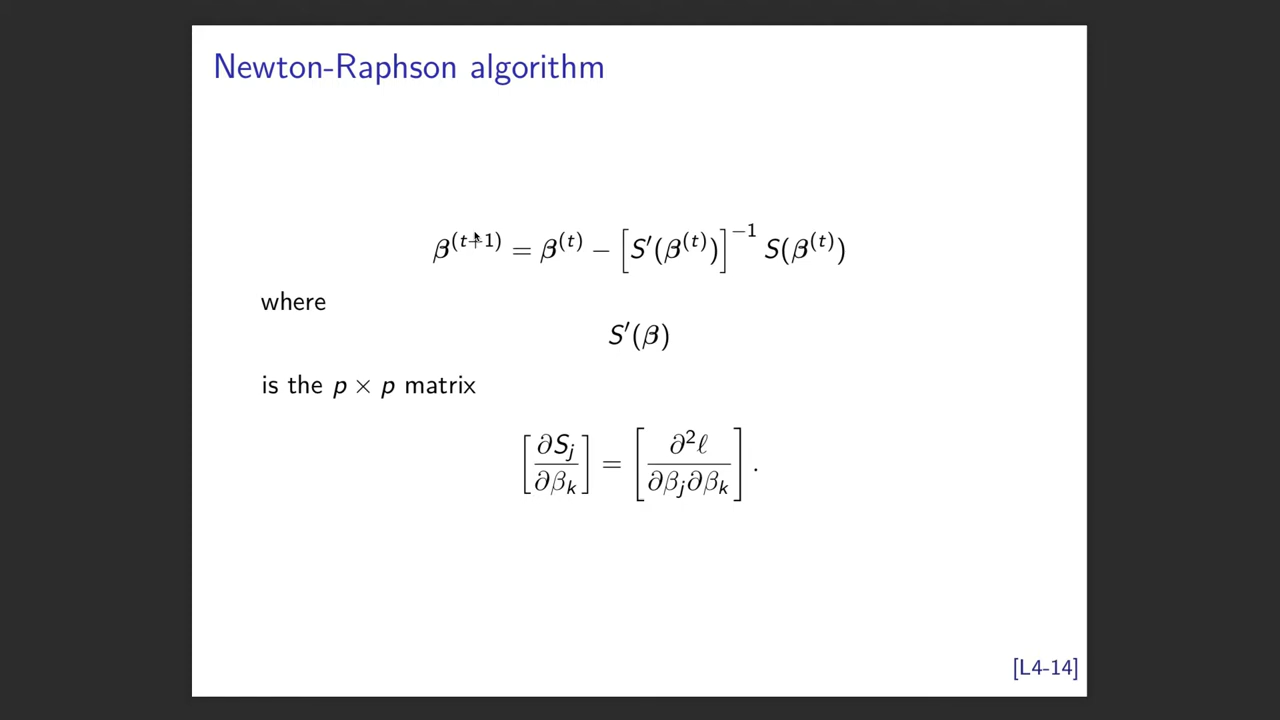 Newton-Raphson algorithm
β^(t+1) = β^(t) − [S′(β^(t))]^−1 S(β^(t))
where
S′(β)
is the p × p matrix
[∂S_j/∂β_k] = [∂²ℓ/∂β_j∂β_k].
[L4-14]